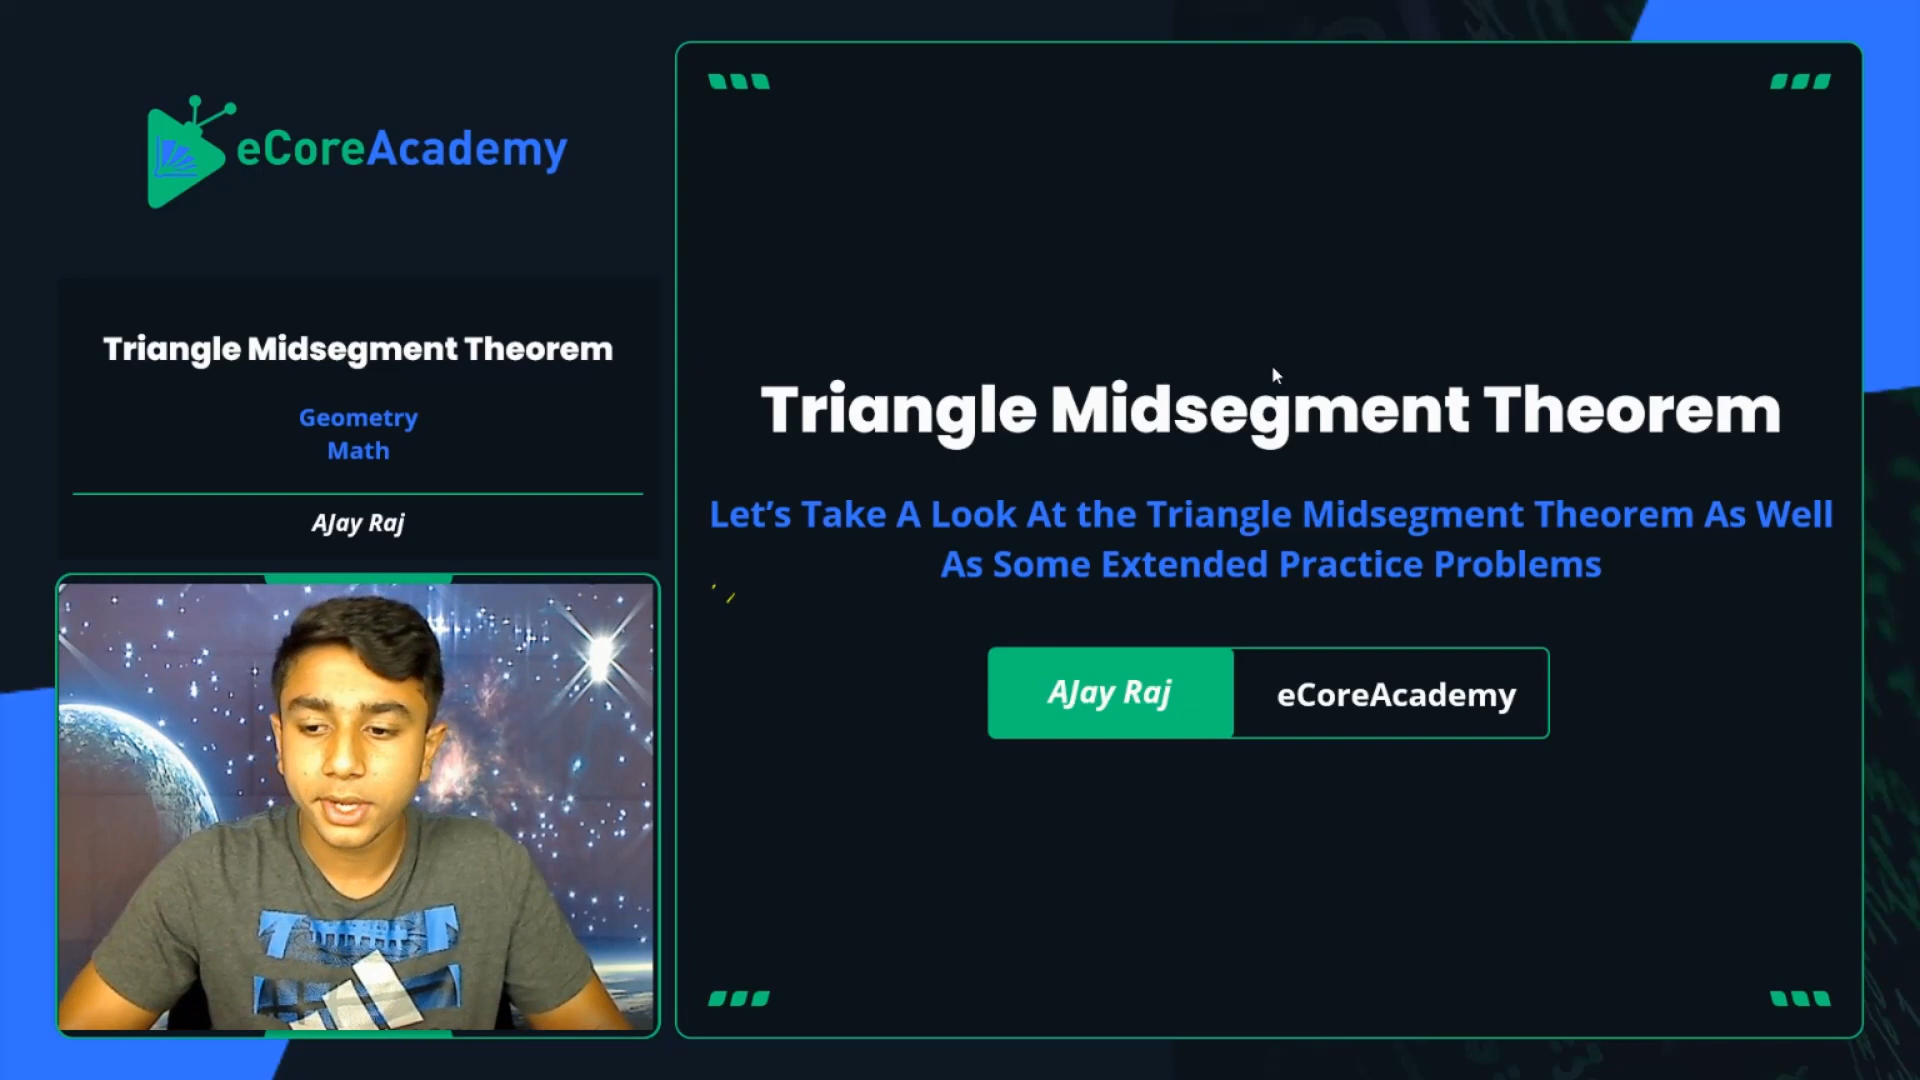 eCoreAcademy
Triangle Midsegment Theorem
Geometry
Math
AJay Raj
Triangle Midsegment Theorem
Let's Take A Look At the Triangle Midsegment Theorem As Well
As Some Extended Practice Problems
AJay Raj
eCoreAcademy